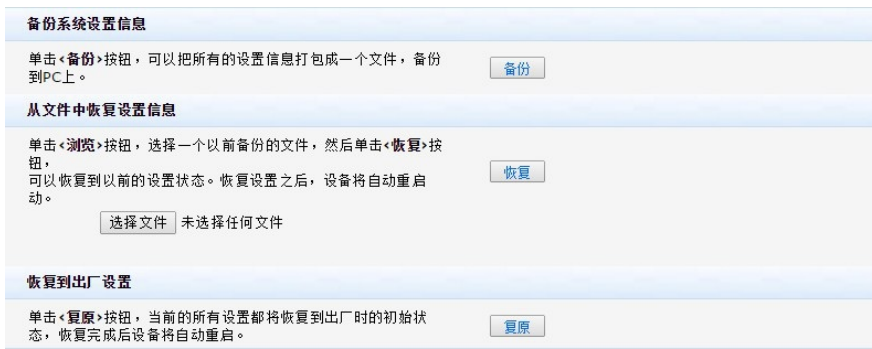 备份系统设置信息
单击<备份>按钮，可以把所有的设置信息打包成一个文件，备份
到PC上。
备份
从文件中恢复设置信息
单击<浏览>按钮，选择一个以前备份的文件，然后单击<恢复>按
钮，
可以恢复到以前的设置状态。恢复设置之后，设备将自动重启
动。
恢复
选择文件 未选择任何文件
恢复到出厂设置
单击<复原>按钮，当前的所有设置都将恢复到出厂时的初始状
态，恢复完成后设备将自动重启。
复原